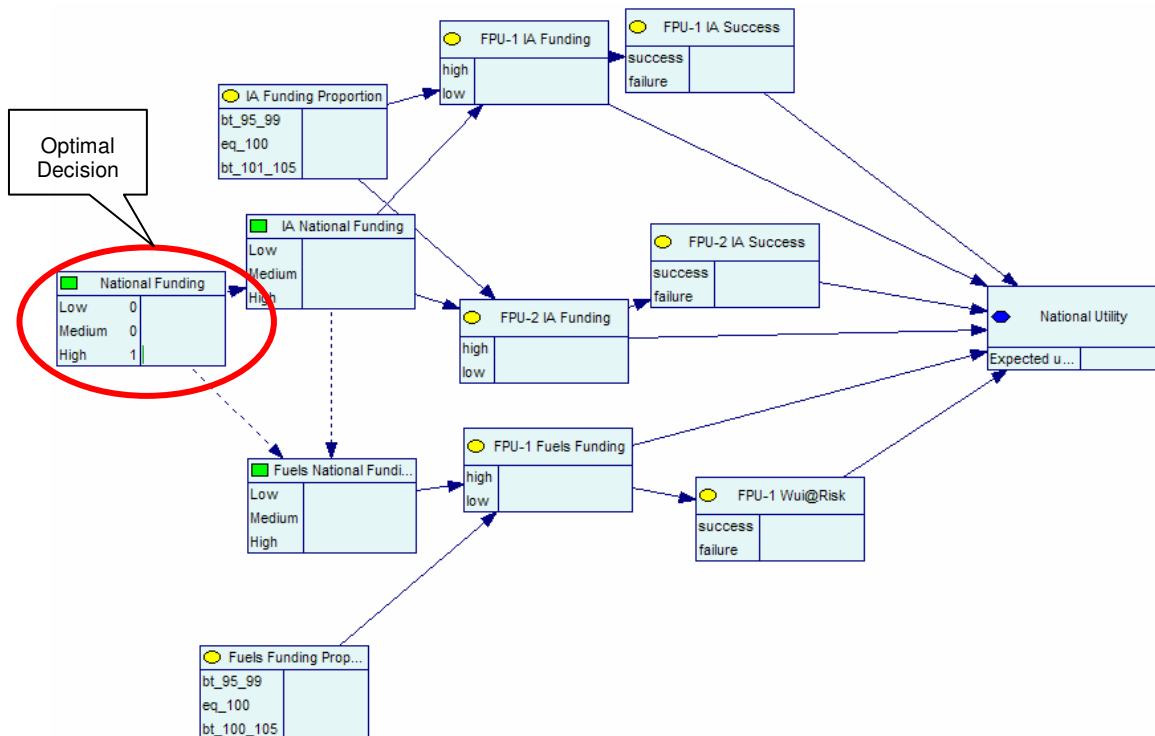 Optimal
Decision
National Funding
Low 0
Medium 0
High 1
IA Funding Proportion
bt_95_99
eq_100
bt_101_105
IA National Funding
Low
Medium
High
Fuels National Fundi...
Low
Medium
High
Fuels Funding Prop...
bt_95_99
eq_100
bt_100_105
FPU-1 IA Funding
high
low
FPU-1 IA Success
success
failure
FPU-2 IA Funding
high
low
FPU-2 IA Success
success
failure
FPU-1 Fuels Funding
high
low
FPU-1 Wui@Risk
success
failure
National Utility
Expected u...